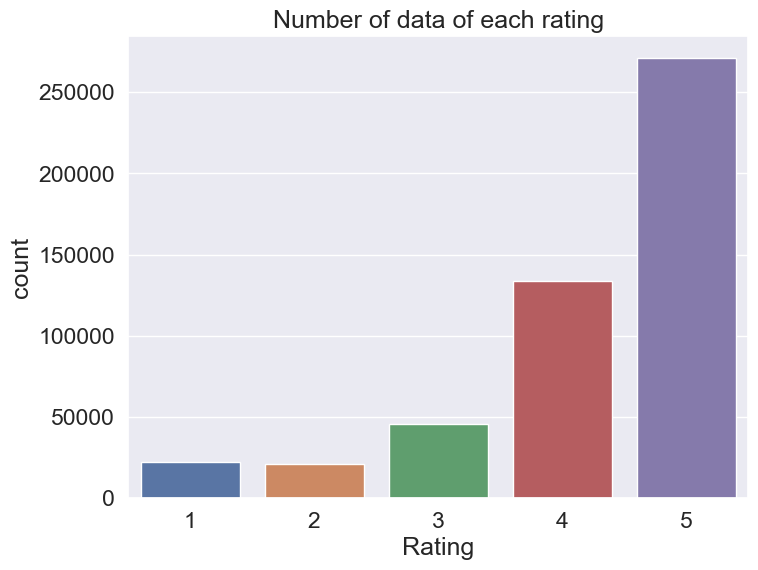 Number of data of each rating
250000
200000
150000
100000
50000
0
count
1 2 3 4 5
Rating